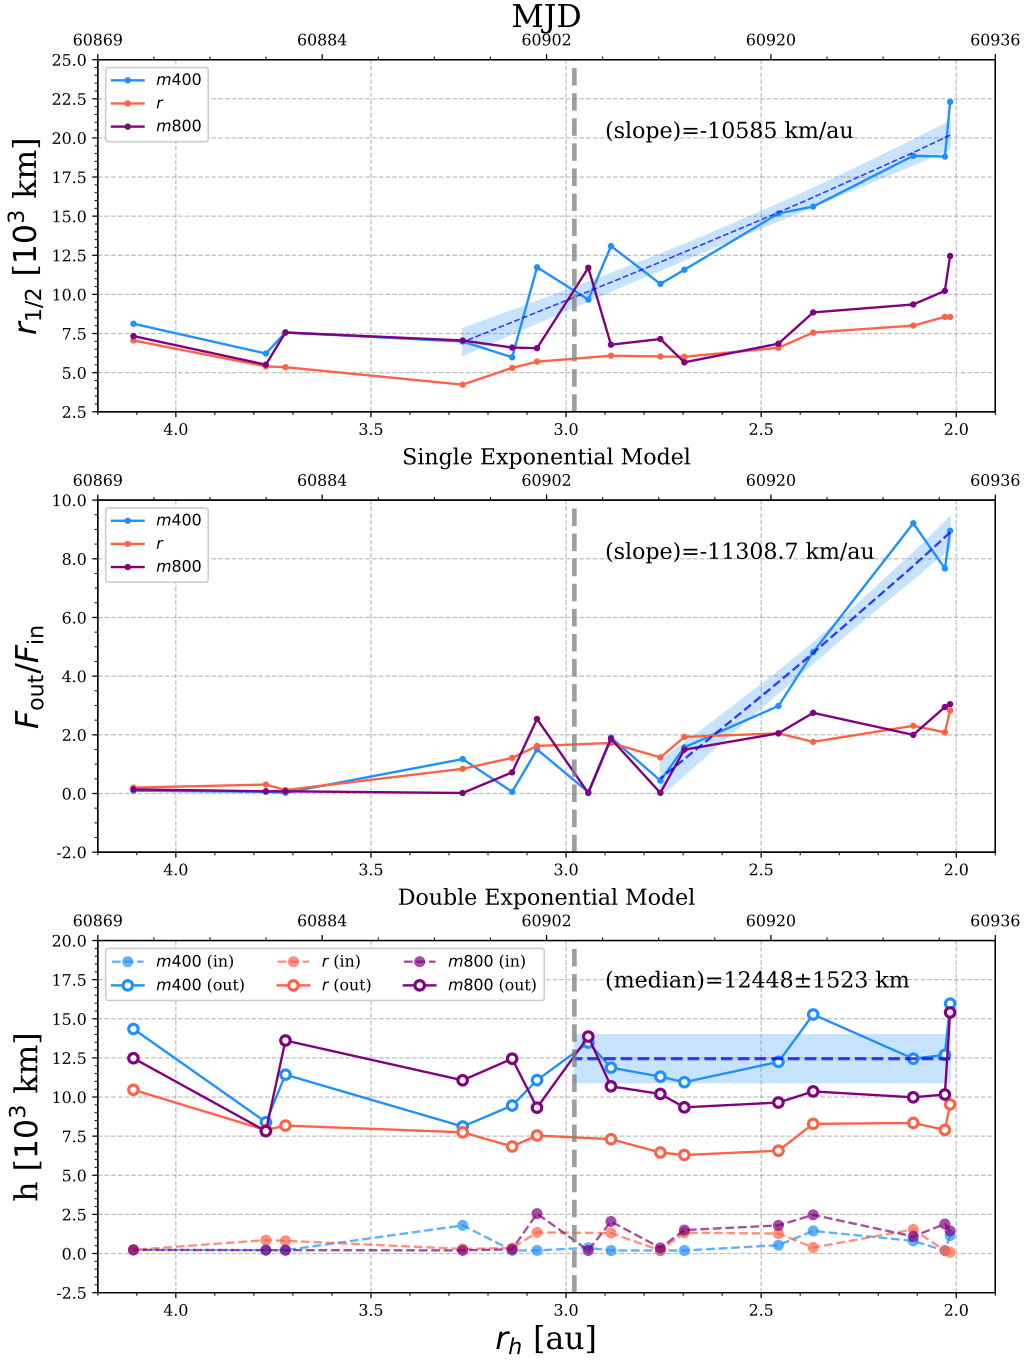 MJD
60869 60884 60902 60920 60936
25.0
22.5
20.0
17.5
15.0
12.5
10.0
7.5
5.0
2.5
r1/2 [10³ km]
m400
r
m800
(slope)=-10585 km/au
4.0 3.5 3.0 2.5 2.0
Single Exponential Model
60869 60884 60902 60920 60936
10.0
8.0
6.0
4.0
2.0
0.0
-2.0
Fout/Fin
m400
r
m800
(slope)=-11308.7 km/au
4.0 3.5 3.0 2.5 2.0
Double Exponential Model
60869 60884 60902 60920 60936
20.0
17.5
15.0
12.5
10.0
7.5
5.0
2.5
0.0
-2.5
h [10³ km]
m400 (in) r (in) m800 (in)
m400 (out) r (out) m800 (out)
(median)=12448±1523 km
4.0 3.5 3.0 2.5 2.0
rh [au]